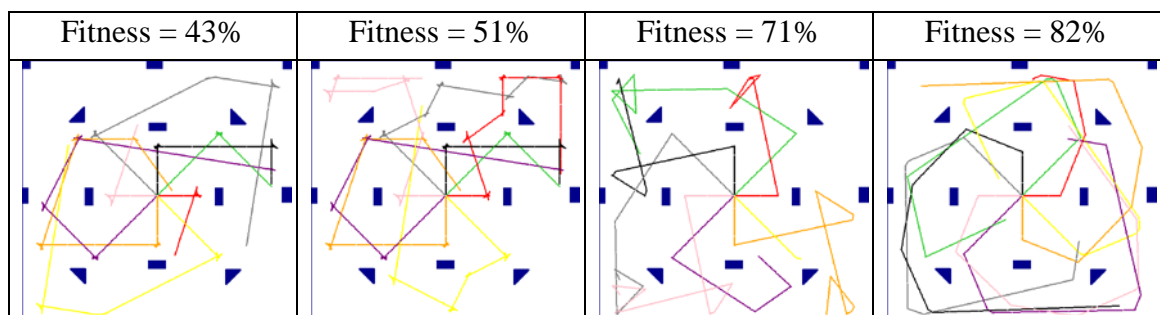 Fitness = 43%
Fitness = 51%
Fitness = 71%
Fitness = 82%